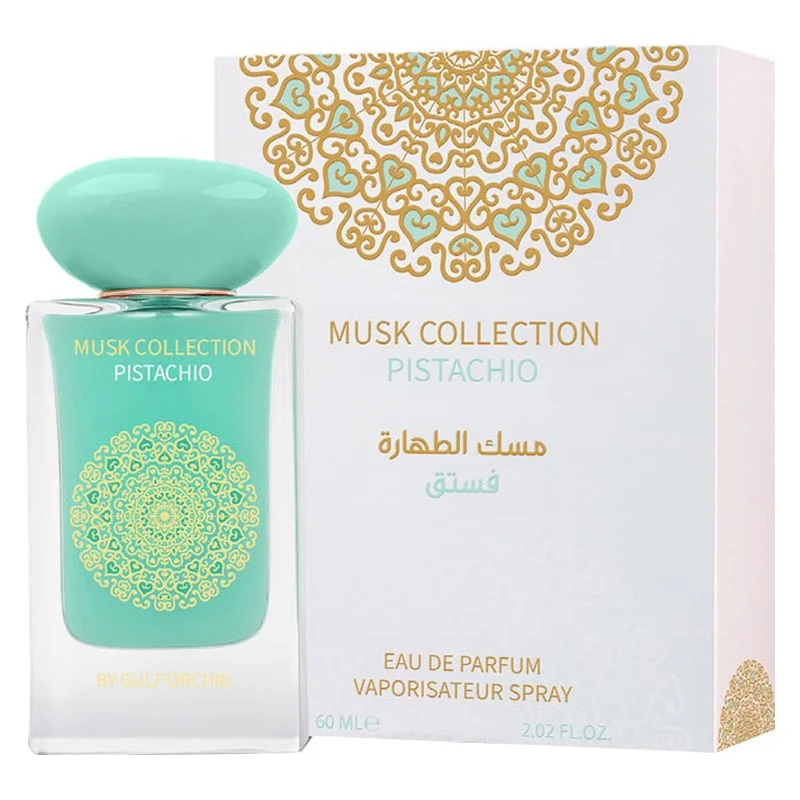 MUSK COLLECTION
PISTACHIO
BY GULF ORCHID
MUSK COLLECTION
PISTACHIO
مسك الطهارة
فستق
EAU DE PARFUM
VAPORISATEUR SPRAY
60 ML℮
2.02 FL.OZ.